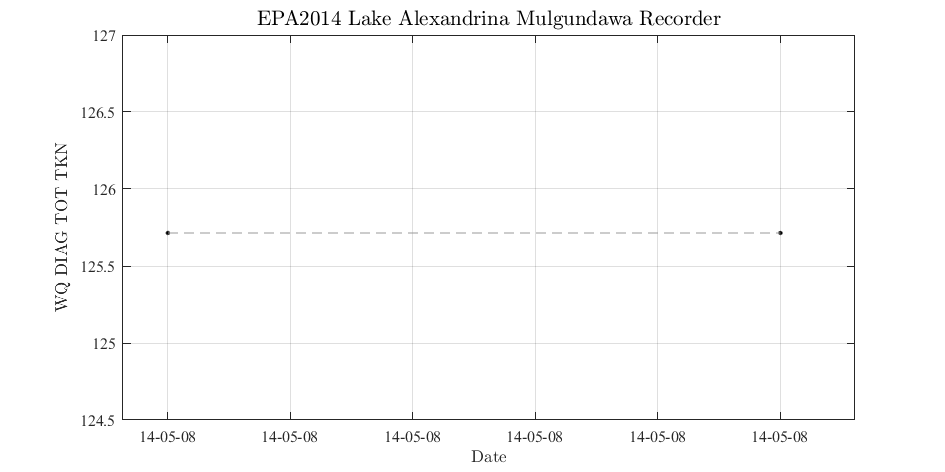 EPA2014 Lake Alexandrina Mulgundawa Recorder
127
126.5
126
125.5
125
124.5
WQ DIAG TOT TKN
14-05-08 14-05-08 14-05-08 14-05-08 14-05-08 14-05-08
Date